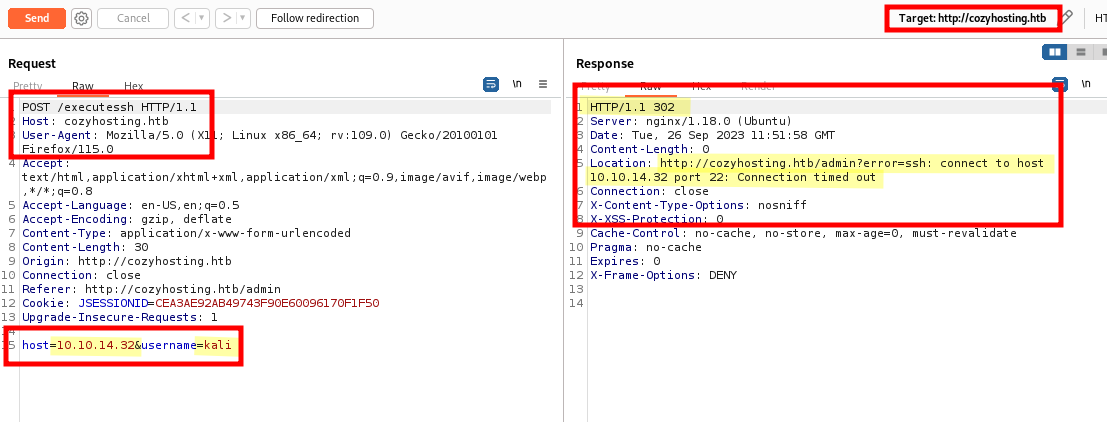 Send Cancel < > Follow redirection Target: http://cozyhosting.htb
Request
Pretty Raw Hex \n
1 POST /executessh HTTP/1.1
2 Host: cozyhosting.htb
3 User-Agent: Mozilla/5.0 (X11; Linux x86_64; rv:109.0) Gecko/20100101
Firefox/115.0
4 Accept:
text/html,application/xhtml+xml,application/xml;q=0.9,image/avif,image/webp
,*/*;q=0.8
5 Accept-Language: en-US,en;q=0.5
6 Accept-Encoding: gzip, deflate
7 Content-Type: application/x-www-form-urlencoded
8 Content-Length: 30
9 Origin: http://cozyhosting.htb
10 Connection: close
11 Referer: http://cozyhosting.htb/admin
12 Cookie: JSESSIONID=CEA3AE92AB49743F90E60096170F1F50
13 Upgrade-Insecure-Requests: 1
14
15 host=10.10.14.32&username=kali
Response
Pretty Raw Hex Render \n
1 HTTP/1.1 302
2 Server: nginx/1.18.0 (Ubuntu)
3 Date: Tue, 26 Sep 2023 11:51:58 GMT
4 Content-Length: 0
5 Location: http://cozyhosting.htb/admin?error=ssh: connect to host
10.10.14.32 port 22: Connection timed out
6 Connection: close
7 X-Content-Type-Options: nosniff
8 X-XSS-Protection: 0
9 Cache-Control: no-cache, no-store, max-age=0, must-revalidate
10 Pragma: no-cache
11 Expires: 0
12 X-Frame-Options: DENY
13
14